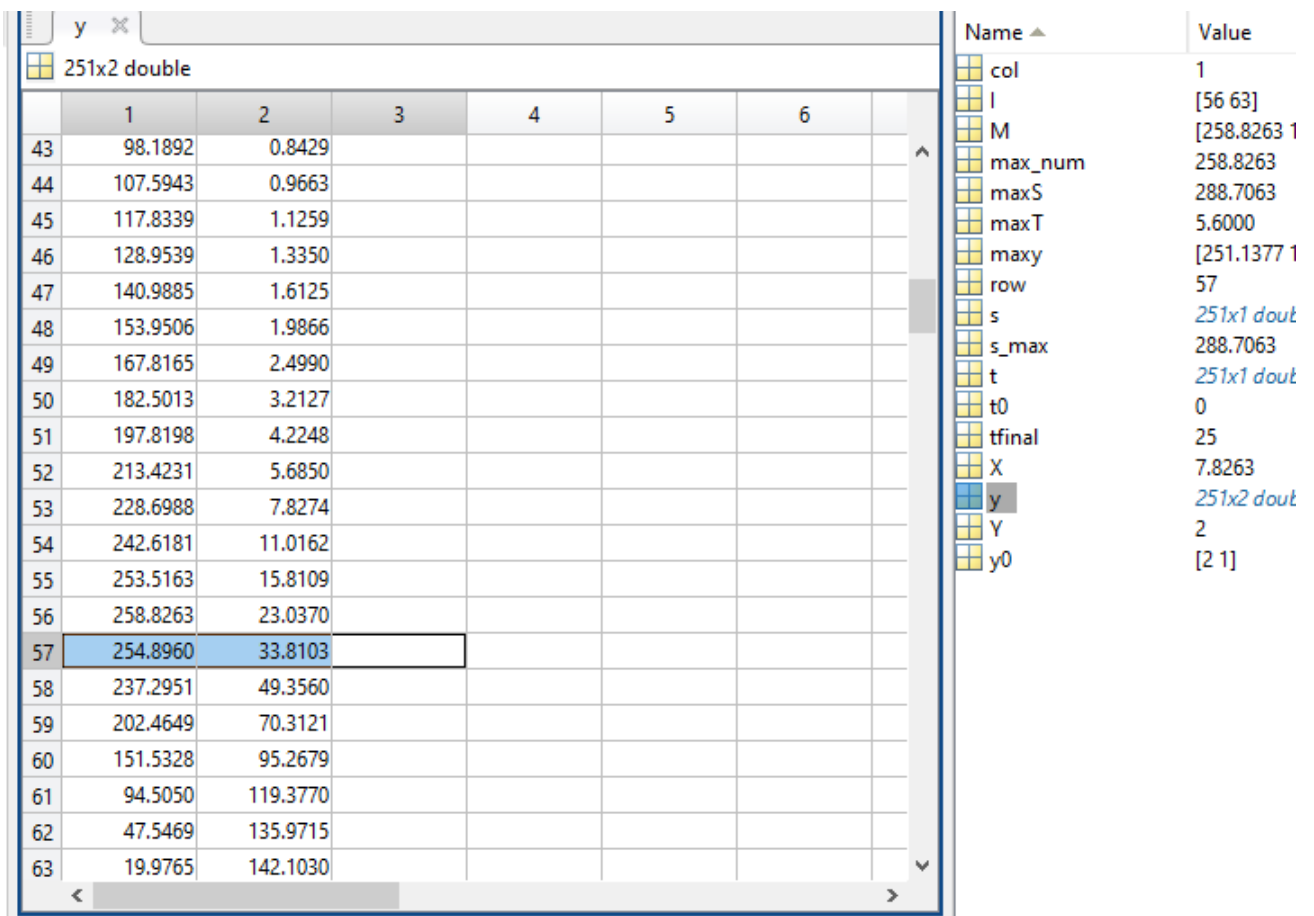 y
251x2 double
1 2 3 4 5 6
43 98.1892 0.8429
44 107.5943 0.9663
45 117.8339 1.1259
46 128.9539 1.3350
47 140.9885 1.6125
48 153.9506 1.9866
49 167.8165 2.4990
50 182.5013 3.2127
51 197.8198 4.2248
52 213.4231 5.6850
53 228.6988 7.8274
54 242.6181 11.0162
55 253.5163 15.8109
56 258.8263 23.0370
57 254.8960 33.8103
58 237.2951 49.3560
59 202.4649 70.3121
60 151.5328 95.2679
61 94.5050 119.3770
62 47.5469 135.9715
63 19.9765 142.1030
Name Value
col 1
I [56 63]
M [258.8263 1
max_num 258.8263
maxS 288.7063
maxT 5.6000
maxy [251.1377 1
row 57
s 251x1 doub
s_max 288.7063
t 251x1 doub
t0 0
tfinal 25
X 7.8263
y 251x2 doub
Y 2
y0 [2 1]